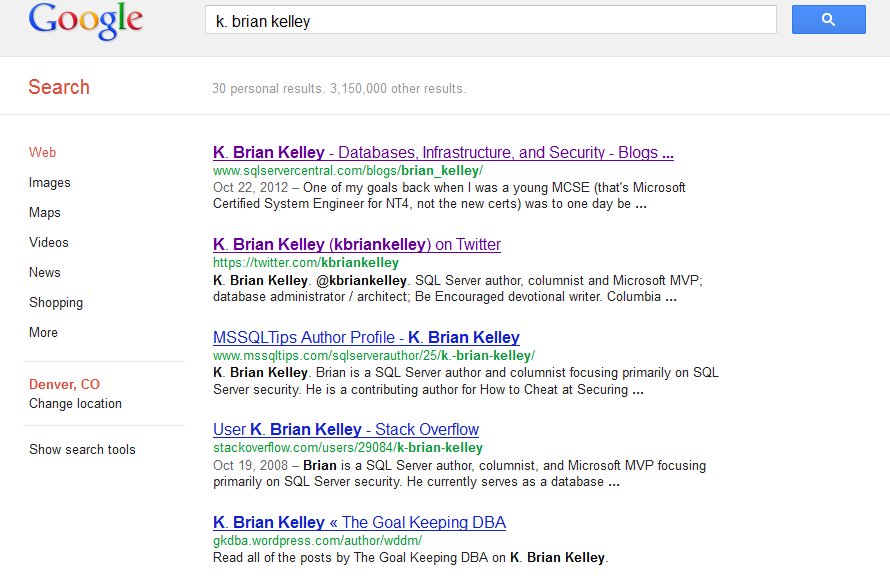 Google
k. brian kelley
Search
30 personal results. 3,150,000 other results.
Web
Images
Maps
Videos
News
Shopping
More
Denver, CO
Change location
Show search tools
K. Brian Kelley - Databases, Infrastructure, and Security - Blogs ...
www.sqlservercentral.com/blogs/brian_kelley/
Oct 22, 2012 – One of my goals back when I was a young MCSE (that's Microsoft
Certified System Engineer for NT4, not the new certs) was to one day be ...
K. Brian Kelley (kbriankelley) on Twitter
https://twitter.com/kbriankelley
K. Brian Kelley. @kbriankelley. SQL Server author, columnist and Microsoft MVP;
database administrator / architect; Be Encouraged devotional writer. Columbia ...
MSSQLTips Author Profile - K. Brian Kelley
www.mssqltips.com/sqlserverauthor/25/k.-brian-kelley/
K. Brian Kelley. Brian is a SQL Server author and columnist focusing primarily on SQL
Server security. He is a contributing author for How to Cheat at Securing ...
User K. Brian Kelley - Stack Overflow
stackoverflow.com/users/29084/k-brian-kelley
Oct 19, 2008 – Brian is a SQL Server author, columnist, and Microsoft MVP focusing
primarily on SQL Server security. He currently serves as a database ...
K. Brian Kelley « The Goal Keeping DBA
gkdba.wordpress.com/author/wddm/
Read all of the posts by The Goal Keeping DBA on K. Brian Kelley.